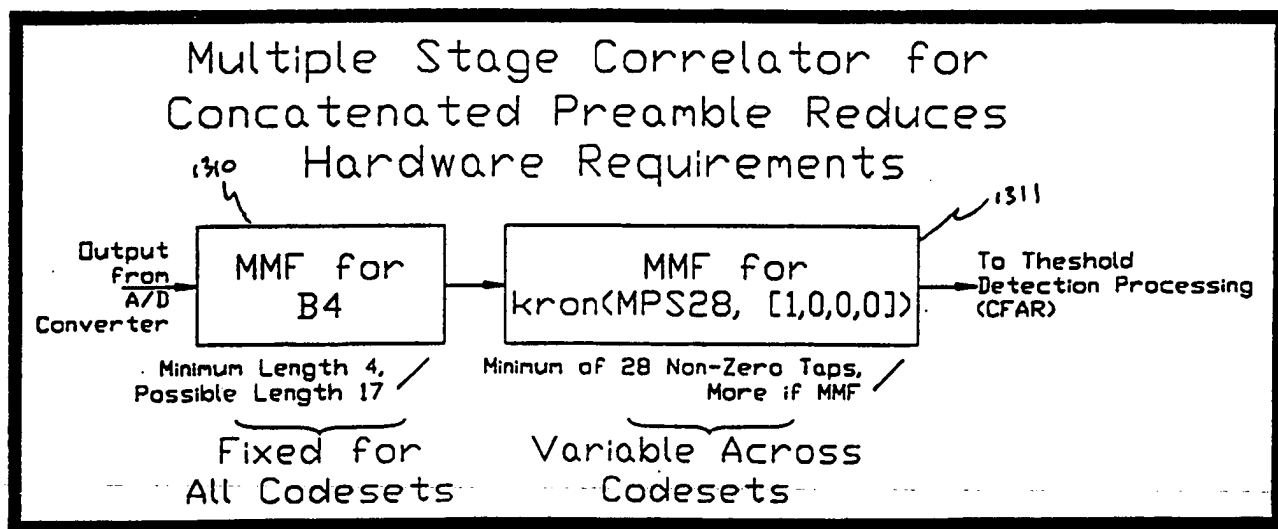 Multiple Stage Correlator for
Concatenated Preamble Reduces
Hardware Requirements
1310
1311
Output
from
A/D
Converter
MMF for
B4
MMF for
kron(MPS28, [1,0,0,0])
To Theshold
Detection Processing
(CFAR)
Minimum Length 4,
Possible Length 17
Minimum of 28 Non-Zero Taps,
More if MMF
Fixed for
All Codesets
Variable Across
Codesets